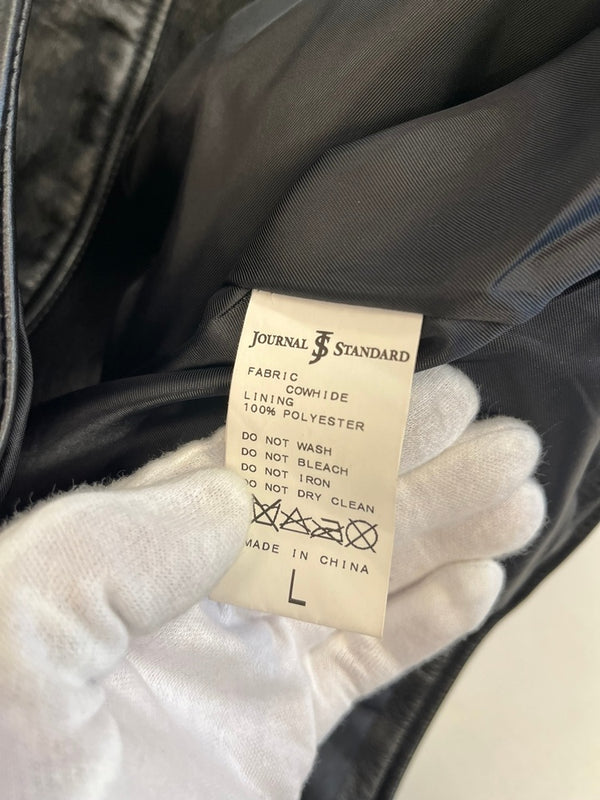 JOURNAL JS STANDARD
FABRIC
COWHIDE
LINING
100% POLYESTER
DO NOT WASH
DO NOT BLEACH
DO NOT IRON
DO NOT DRY CLEAN
MADE IN CHINA
L